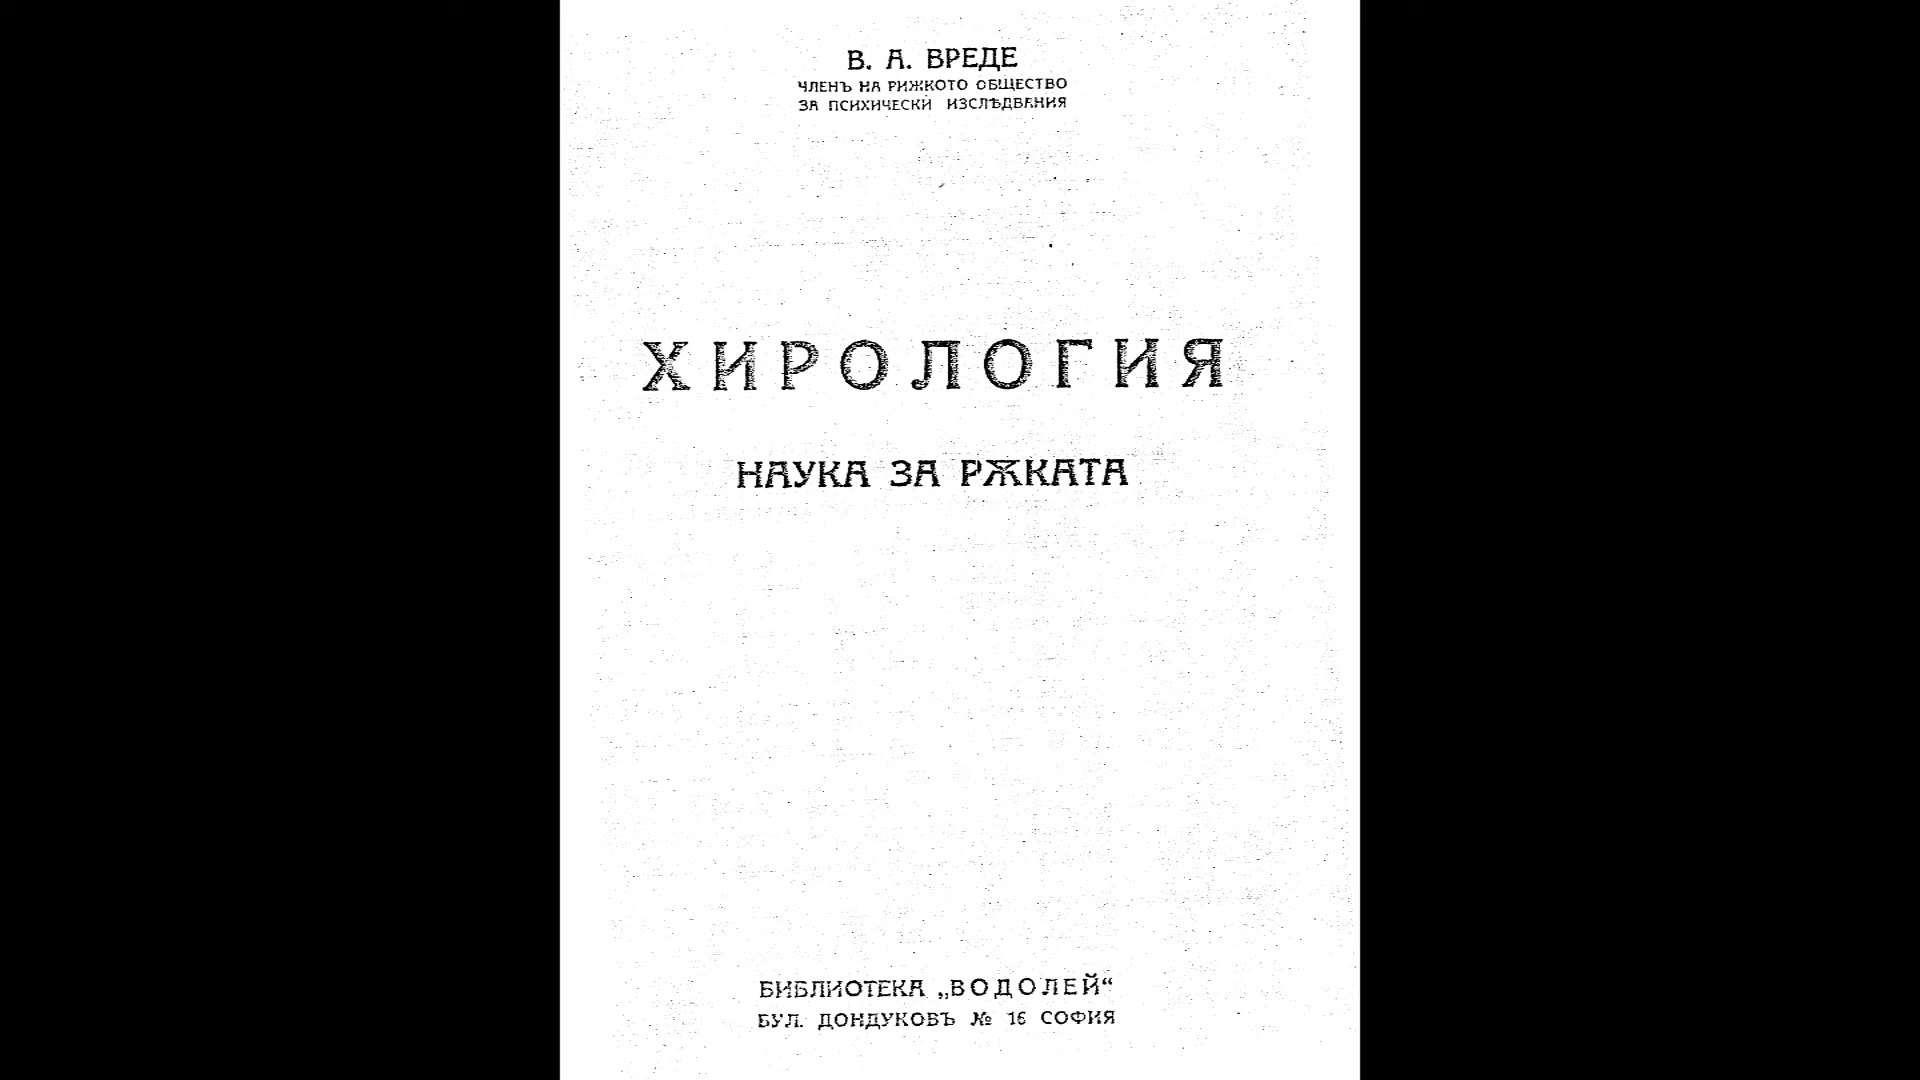 В. А. ВРЕДЕ
ЧЛЕНЪ НА РИЖКОТО ОБЩЕСТВО
ЗА ПСИХИЧЕСКИ ИЗСЛѢДВАНИЯ
ХИРОЛОГИЯ
НАУКА ЗА РѪКАТА
БИБЛИОТЕКА „ВОДОЛЕЙ“
БУЛ. ДОНДУКОВЪ № 16 СОФИЯ